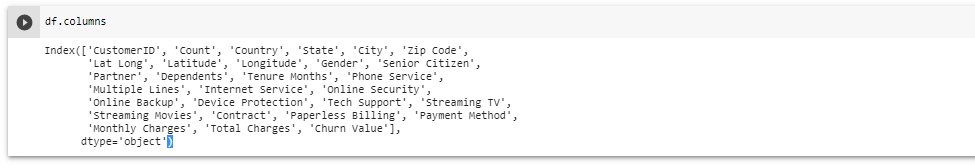 df.columns
Index(['CustomerID', 'Count', 'Country', 'State', 'City', 'Zip Code',
'Lat Long', 'Latitude', 'Longitude', 'Gender', 'Senior Citizen',
'Partner', 'Dependents', 'Tenure Months', 'Phone Service',
'Multiple Lines', 'Internet Service', 'Online Security',
'Online Backup', 'Device Protection', 'Tech Support', 'Streaming TV',
'Streaming Movies', 'Contract', 'Paperless Billing', 'Payment Method',
'Monthly Charges', 'Total Charges', 'Churn Value'],
dtype='object')